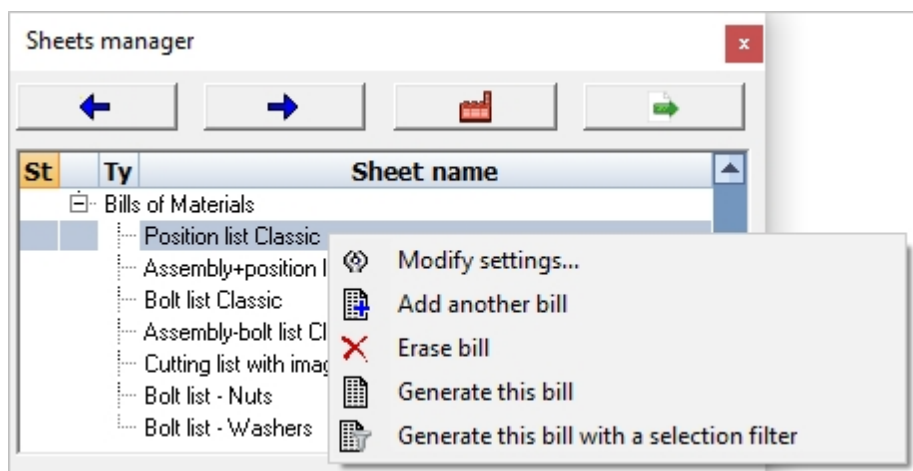 Sheets manager
x
St Ty Sheet name
Bills of Materials
Position list Classic
Assembly+position l
Bolt list Classic
Assembly-bolt list Cl
Cutting list with imag
Bolt list - Nuts
Bolt list - Washers
Modify settings...
Add another bill
Erase bill
Generate this bill
Generate this bill with a selection filter